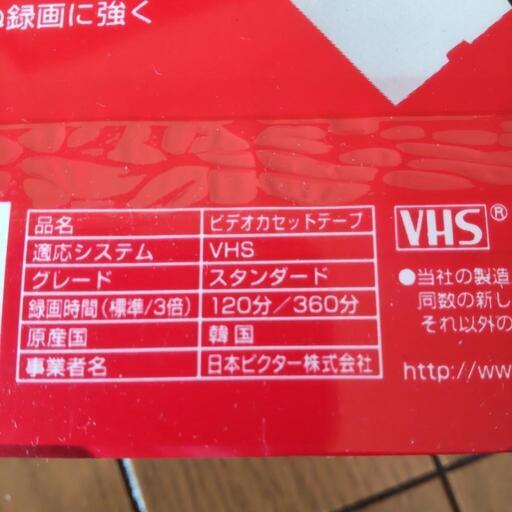 録画に強く
品名 ビデオカセットテープ
適応システム VHS
グレード スタンダード
録画時間(標準/3倍) 120分/360分
原産国 韓国
事業者名 日本ビクター株式会社
VHS®
●当社の製造
同数の新し
それ以外の
http://ww